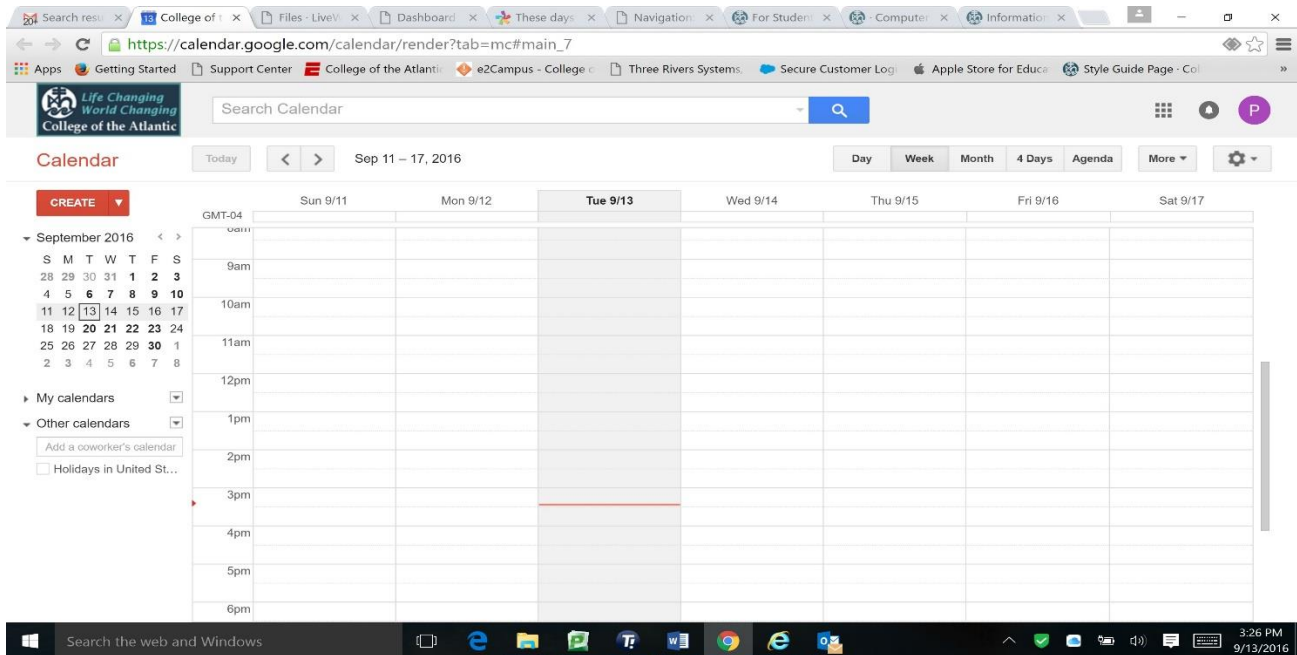 Search resu College of t Files · LiveW Dashboard These days Navigation For Student · Computer Information
https://calendar.google.com/calendar/render?tab=mc#main_7
Apps Getting Started Support Center College of the Atlantic e2Campus - College o Three Rivers Systems, Secure Customer Logi Apple Store for Educa Style Guide Page · Col »
Life Changing
World Changing
College of the Atlantic
Search Calendar
P
Calendar Today < > Sep 11 – 17, 2016 Day Week Month 4 Days Agenda More
CREATE
Sun 9/11 Mon 9/12 Tue 9/13 Wed 9/14 Thu 9/15 Fri 9/16 Sat 9/17
GMT-04
September 2016 < >
S M T W T F S
28 29 30 31 1 2 3
4 5 6 7 8 9 10
11 12 13 14 15 16 17
18 19 20 21 22 23 24
25 26 27 28 29 30 1
2 3 4 5 6 7 8
My calendars
Other calendars
Add a coworker's calendar
Holidays in United St...
9am
10am
11am
12pm
1pm
2pm
3pm
4pm
5pm
6pm
Search the web and Windows
3:26 PM
9/13/2016